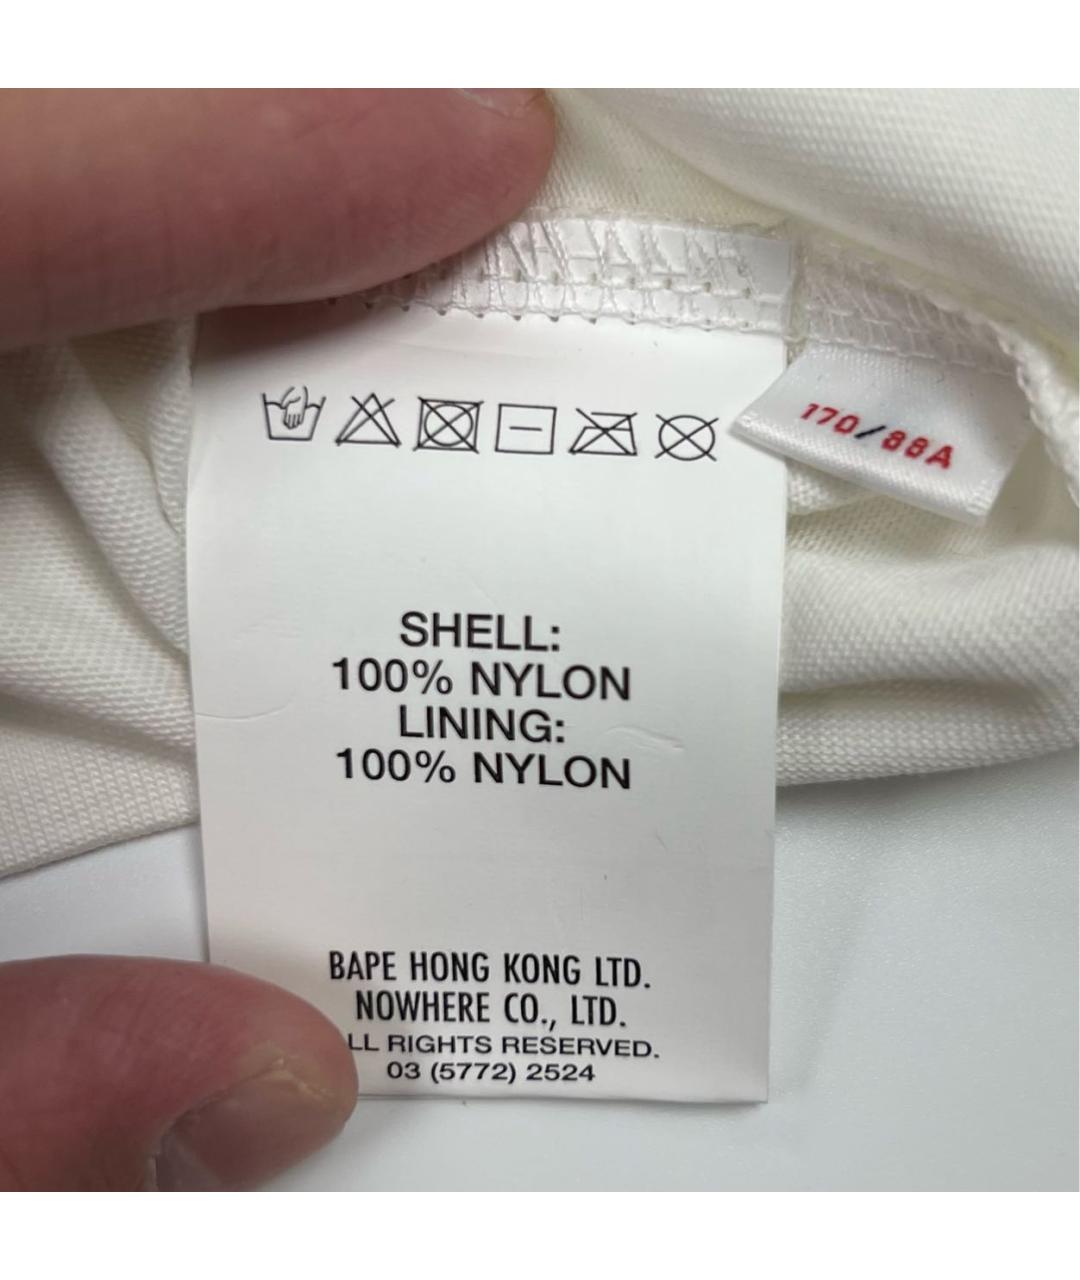 170/88A
SHELL:
100% NYLON
LINING:
100% NYLON
BAPE HONG KONG LTD.
NOWHERE CO., LTD.
LL RIGHTS RESERVED.
03 (5772) 2524